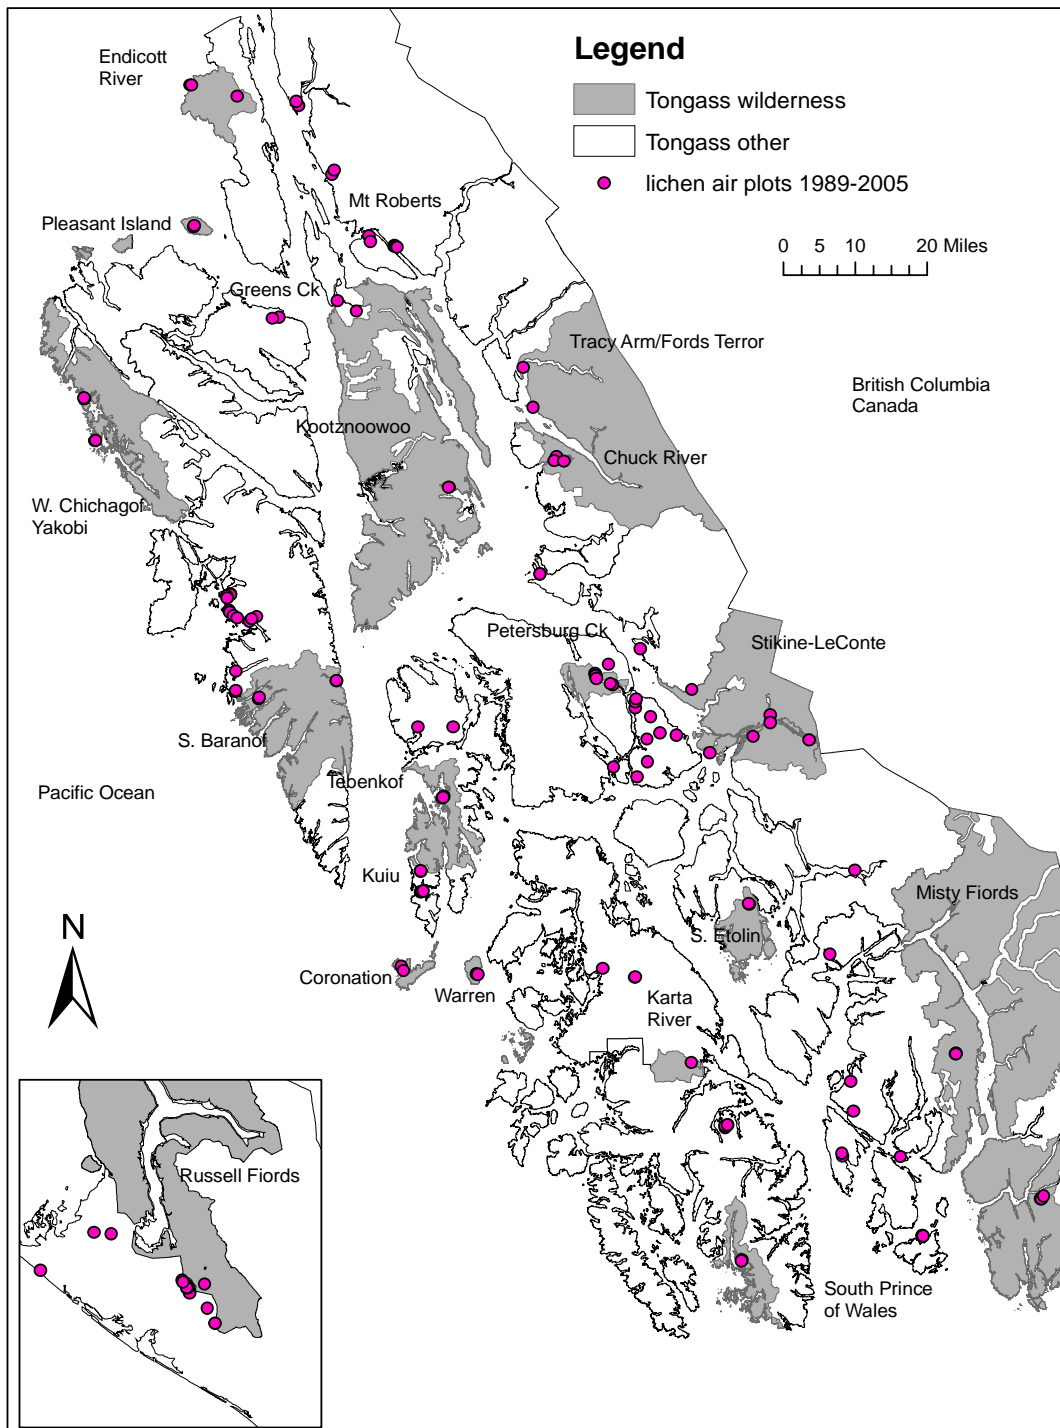 Endicott
River
Legend
Tongass wilderness
Tongass other
lichen air plots 1989-2005
Mt Roberts
Pleasant Island
0 5 10 20 Miles
Greens Ck
Tracy Arm/Fords Terror
British Columbia
Canada
Kootznoowoo
Chuck River
W. Chichagof
Yakobi
Petersburg Ck
Stikine-LeConte
S. Baranof
Tebenkof
Pacific Ocean
Kuiu
Misty Fiords
N
S. Etolin
Coronation
Warren
Karta
River
Russell Fiords
South Prince
of Wales